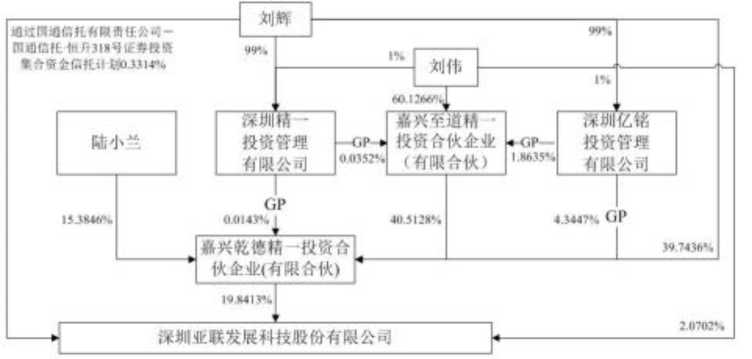 刘辉
通过国通信托有限责任公司－
国通信托·恒升318号证券投资
集合资金信托计划0.3314%
99%
99%
1%
刘伟
1%
60.1266%
陆小兰
深圳精一
投资管理
有限公司
GP
0.0352%
嘉兴至道精一
投资合伙企业
（有限合伙）
GP
1.8635%
深圳亿铭
投资管理
有限公司
15.3846%
GP
0.0143%
40.5128%
4.3447%
GP
39.7436%
嘉兴乾德精一投资合
伙企业(有限合伙)
19.8413%
2.0702%
深圳亚联发展科技股份有限公司